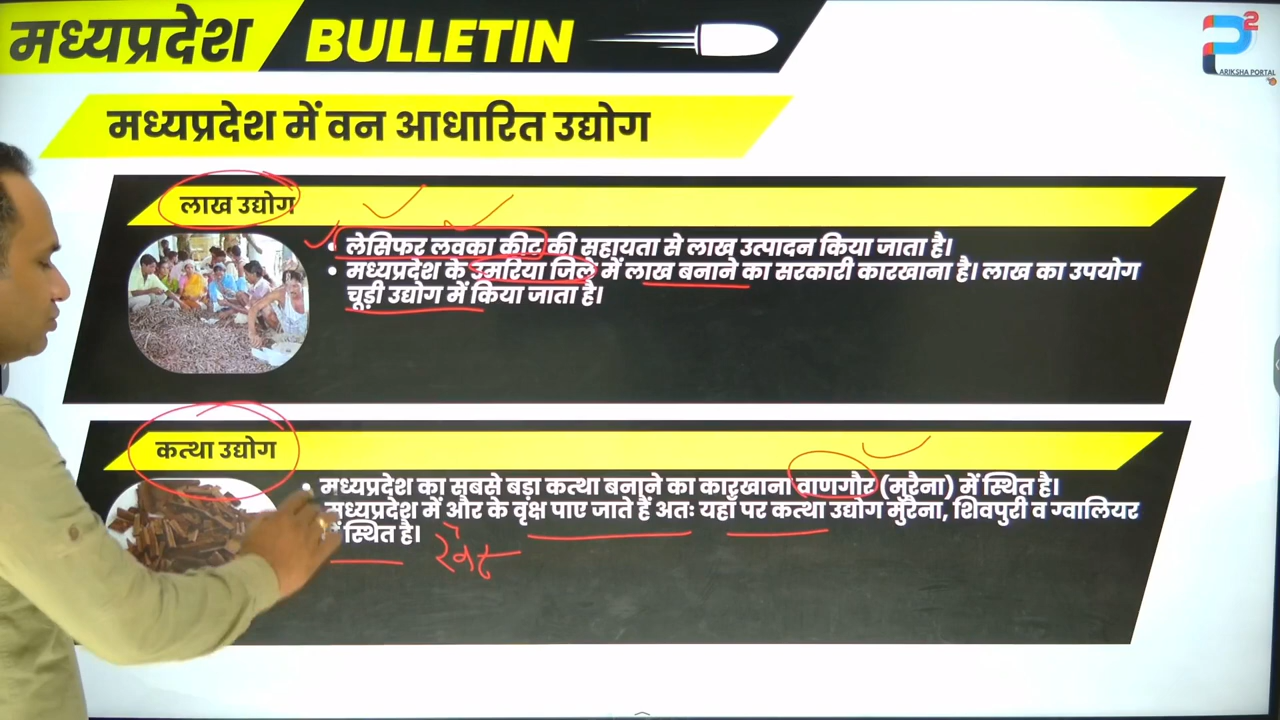 मध्यप्रदेश BULLETIN
P2
ARIKSHA PORTAL
मध्यप्रदेश में वन आधारित उद्योग
लाख उद्योग
• लेसिफर लक्का कीट की सहायता से लाख उत्पादन किया जाता है।
• मध्यप्रदेश के उमरिया जिले में लाख बनाने का सरकारी कारखाना है। लाख का उपयोग
चूड़ी उद्योग में किया जाता है।
कत्था उद्योग
• मध्यप्रदेश का सबसे बड़ा कत्था बनाने का कारखाना वाणगौर (मुरैना) में स्थित है।
मध्यप्रदेश में और के वृक्ष पाए जाते हैं अतः यहाँ पर कत्था उद्योग मुरैना, शिवपुरी व ग्वालियर
स्थित है।